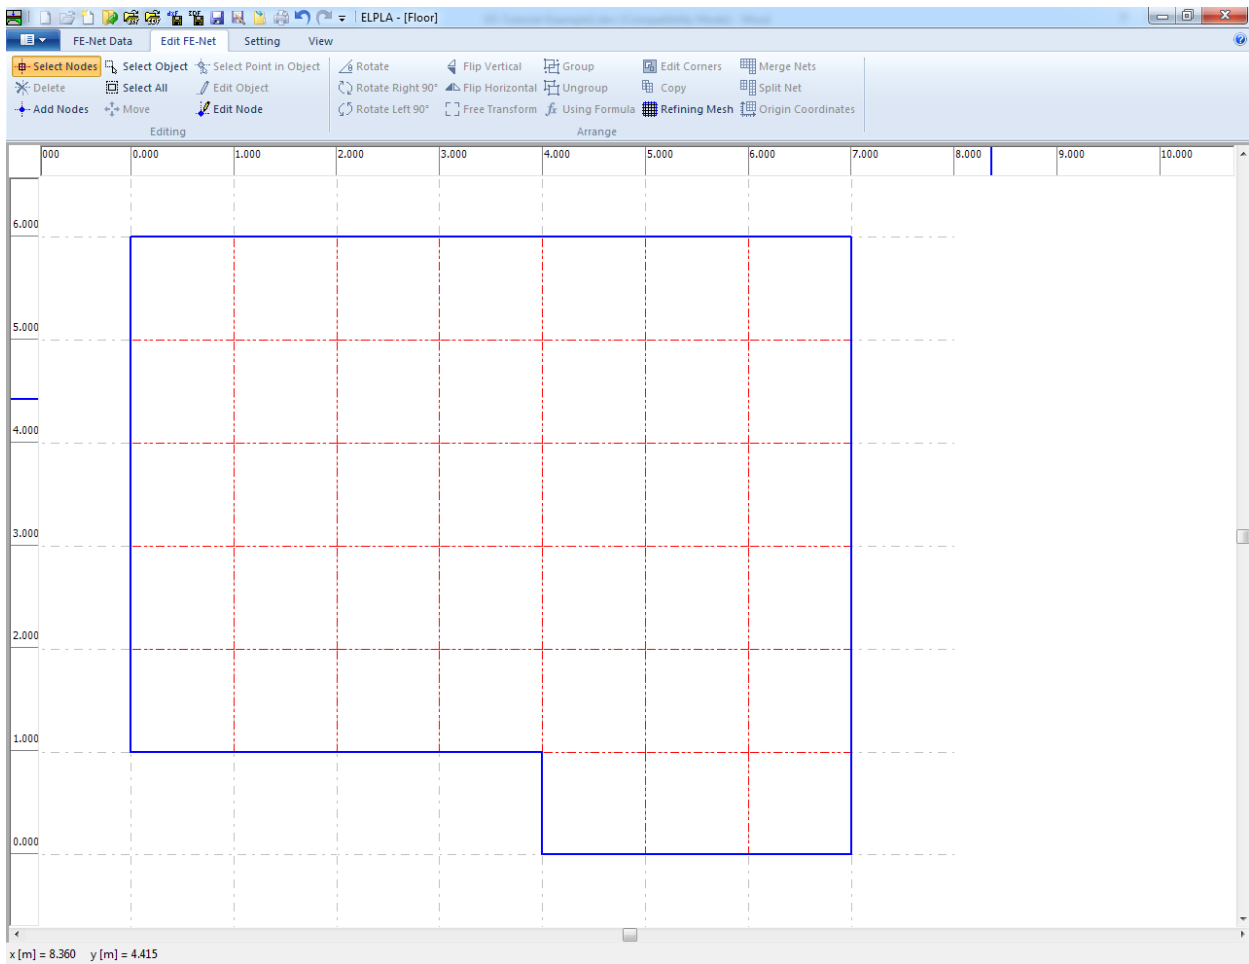 ELPLA - [Floor]
FE-Net Data Edit FE-Net Setting View
Select Nodes Select Object Select Point in Object Rotate Flip Vertical Group Edit Corners Merge Nets
Delete Select All Edit Object Rotate Right 90° Flip Horizontal Ungroup Copy Split Net
Add Nodes Move Edit Node Rotate Left 90° Free Transform fx Using Formula Refining Mesh Origin Coordinates
Editing Arrange
000 0.000 1.000 2.000 3.000 4.000 5.000 6.000 7.000 8.000 9.000 10.000
6.000
5.000
4.000
3.000
2.000
1.000
0.000
x [m] = 8.360 y [m] = 4.415